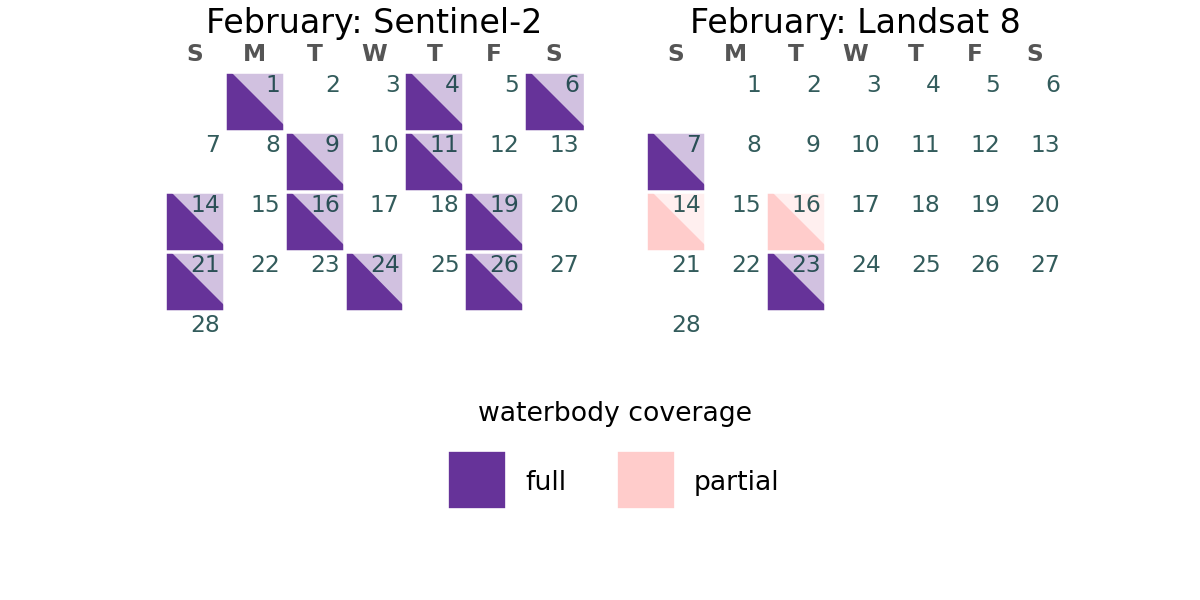 February: Sentinel-2
S M T W T F S
1 2 3 4 5 6
7 8 9 10 11 12 13
14 15 16 17 18 19 20
21 22 23 24 25 26 27
28
February: Landsat 8
S M T W T F S
1 2 3 4 5 6
7 8 9 10 11 12 13
14 15 16 17 18 19 20
21 22 23 24 25 26 27
28
waterbody coverage
full partial